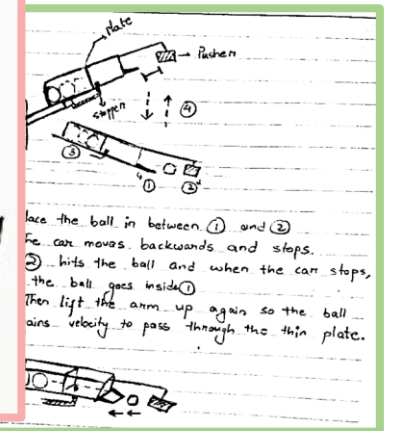 Plate
→ Pusher
stopper
④
③
①
②
lace the ball in between ① and ②
he car moves backwards and stops.
② hits the ball and when the car stops,
the ball goes inside ①
Then lift the arm up again so the ball
ains velocity to pass through the thin plate.